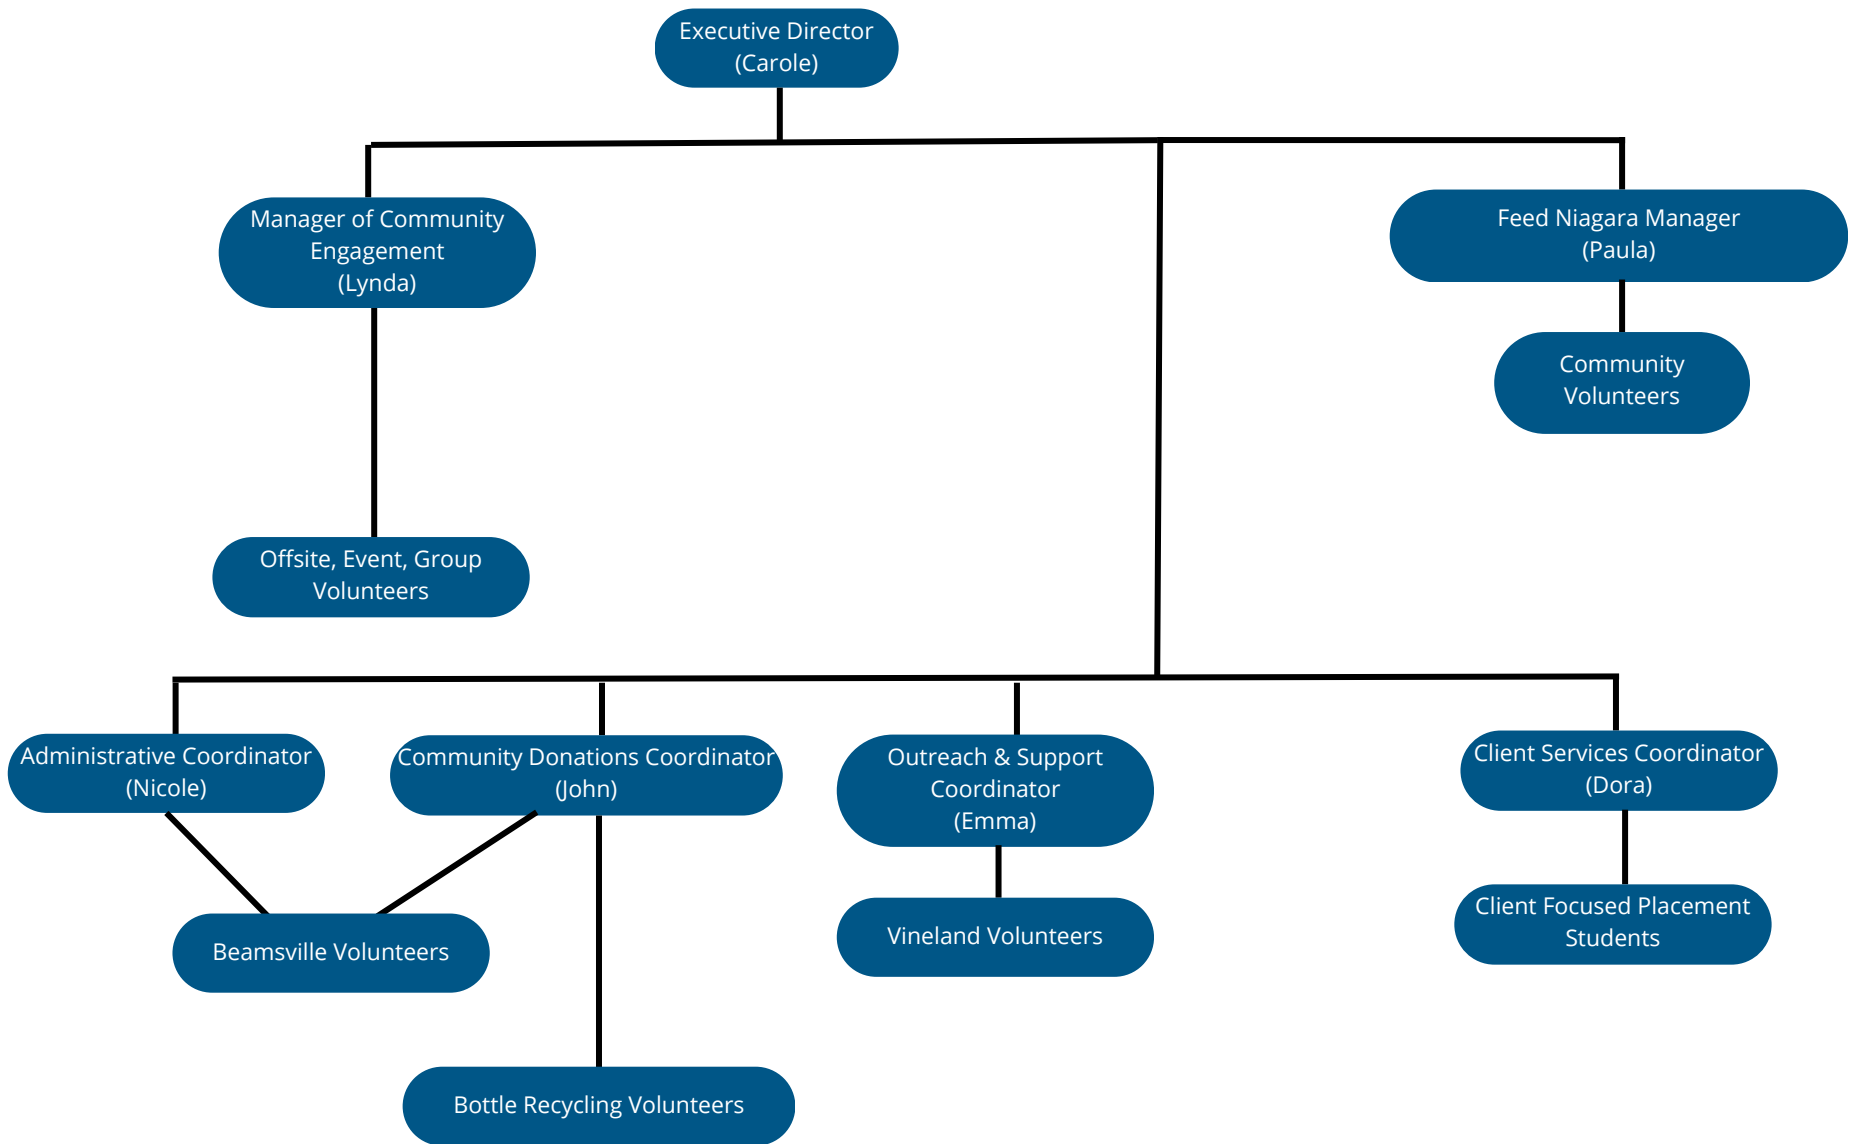 Executive Director
(Carole)
Manager of Community
Engagement
(Lynda)
Feed Niagara Manager
(Paula)
Community
Volunteers
Offsite, Event, Group
Volunteers
Administrative Coordinator
(Nicole)
Community Donations Coordinator
(John)
Outreach & Support
Coordinator
(Emma)
Client Services Coordinator
(Dora)
Beamsville Volunteers
Vineland Volunteers
Client Focused Placement
Students
Bottle Recycling Volunteers